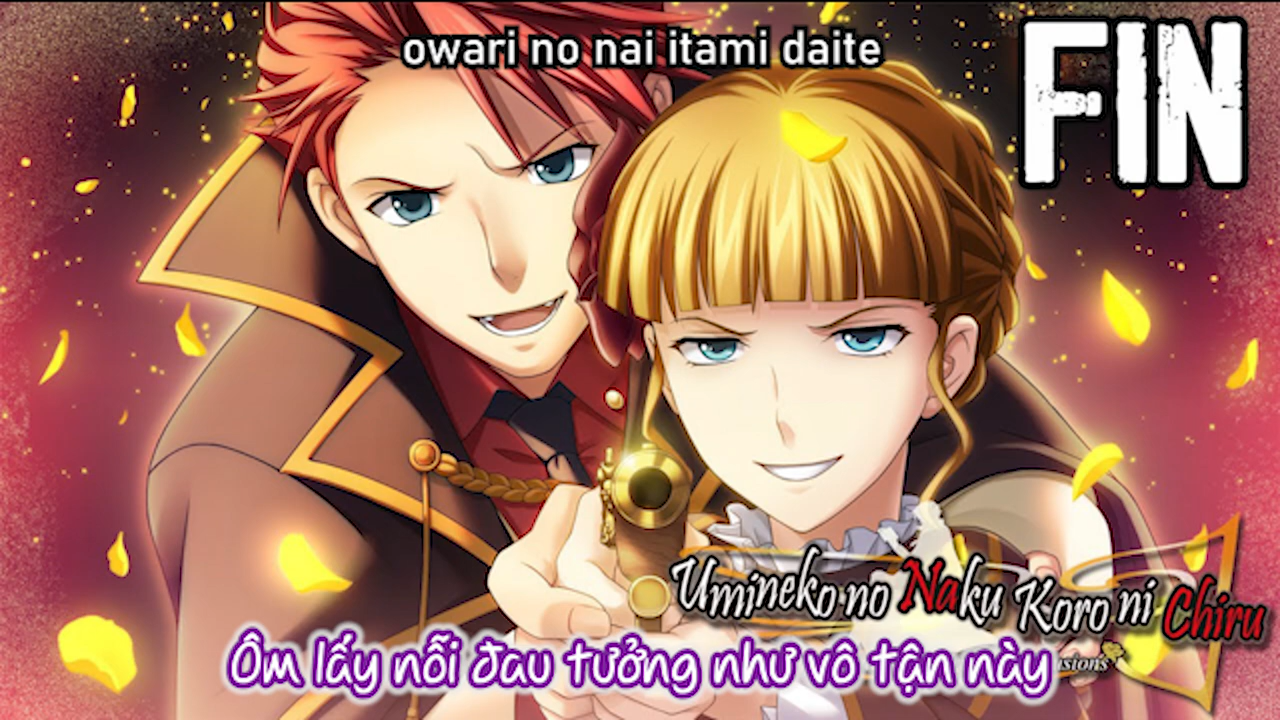 owari no nai itami daite
FIN
Umineko no Naku Koro ni Chiru
Ôm lấy nỗi đau tưởng như vô tận này